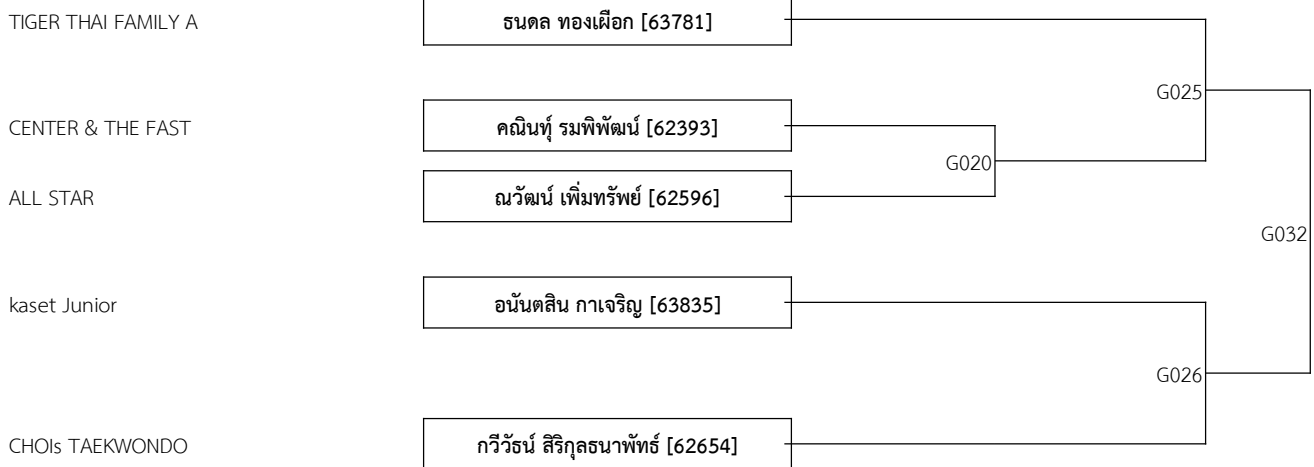 TIGER THAI FAMILY A
ธนดล ทองเผือก [63781]
G025
CENTER & THE FAST
คณินทุ์ รมพิพัฒน์ [62393]
G020
ALL STAR
ณวัฒน์ เพิ่มทรัพย์ [62596]
G032
kaset Junior
อนันตสิน กาเจริญ [63835]
G026
CHOIs TAEKWONDO
กวีวัธน์ สิริกุลธนาพัทธ์ [62654]